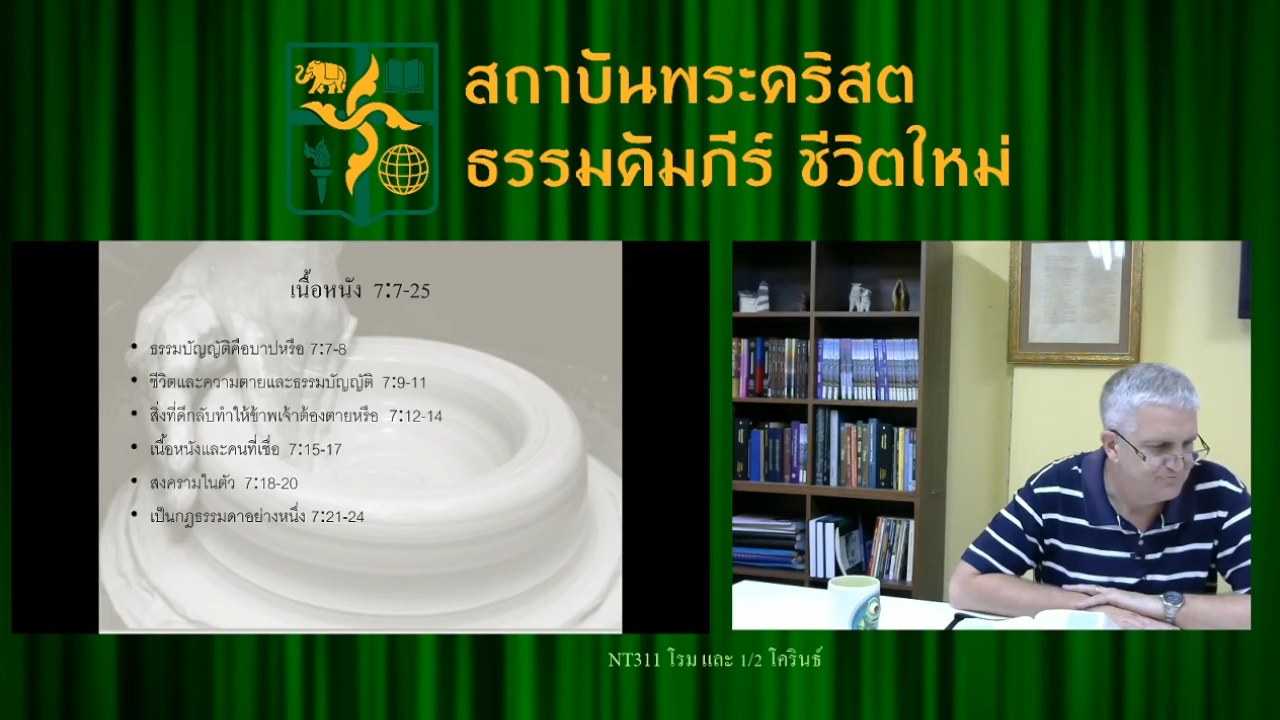 สถาบันพระคริสต
ธรรมคัมภีร์ ชีวิตใหม่
เนื้อหนัง 7:7-25
• ธรรมบัญญัติคือบาปหรือ 7:7-8
• ชีวิตและความตายและธรรมบัญญัติ 7:9-11
• สิ่งที่ดีกลับทำให้ข้าพเจ้าต้องตายหรือ 7:12-14
• เนื้อหนังและคนที่เชื่อ 7:15-17
• สงครามในตัว 7:18-20
• เป็นกฎธรรมดาอย่างหนึ่ง 7:21-24
NT311 โรม และ 1/2 โครินธ์